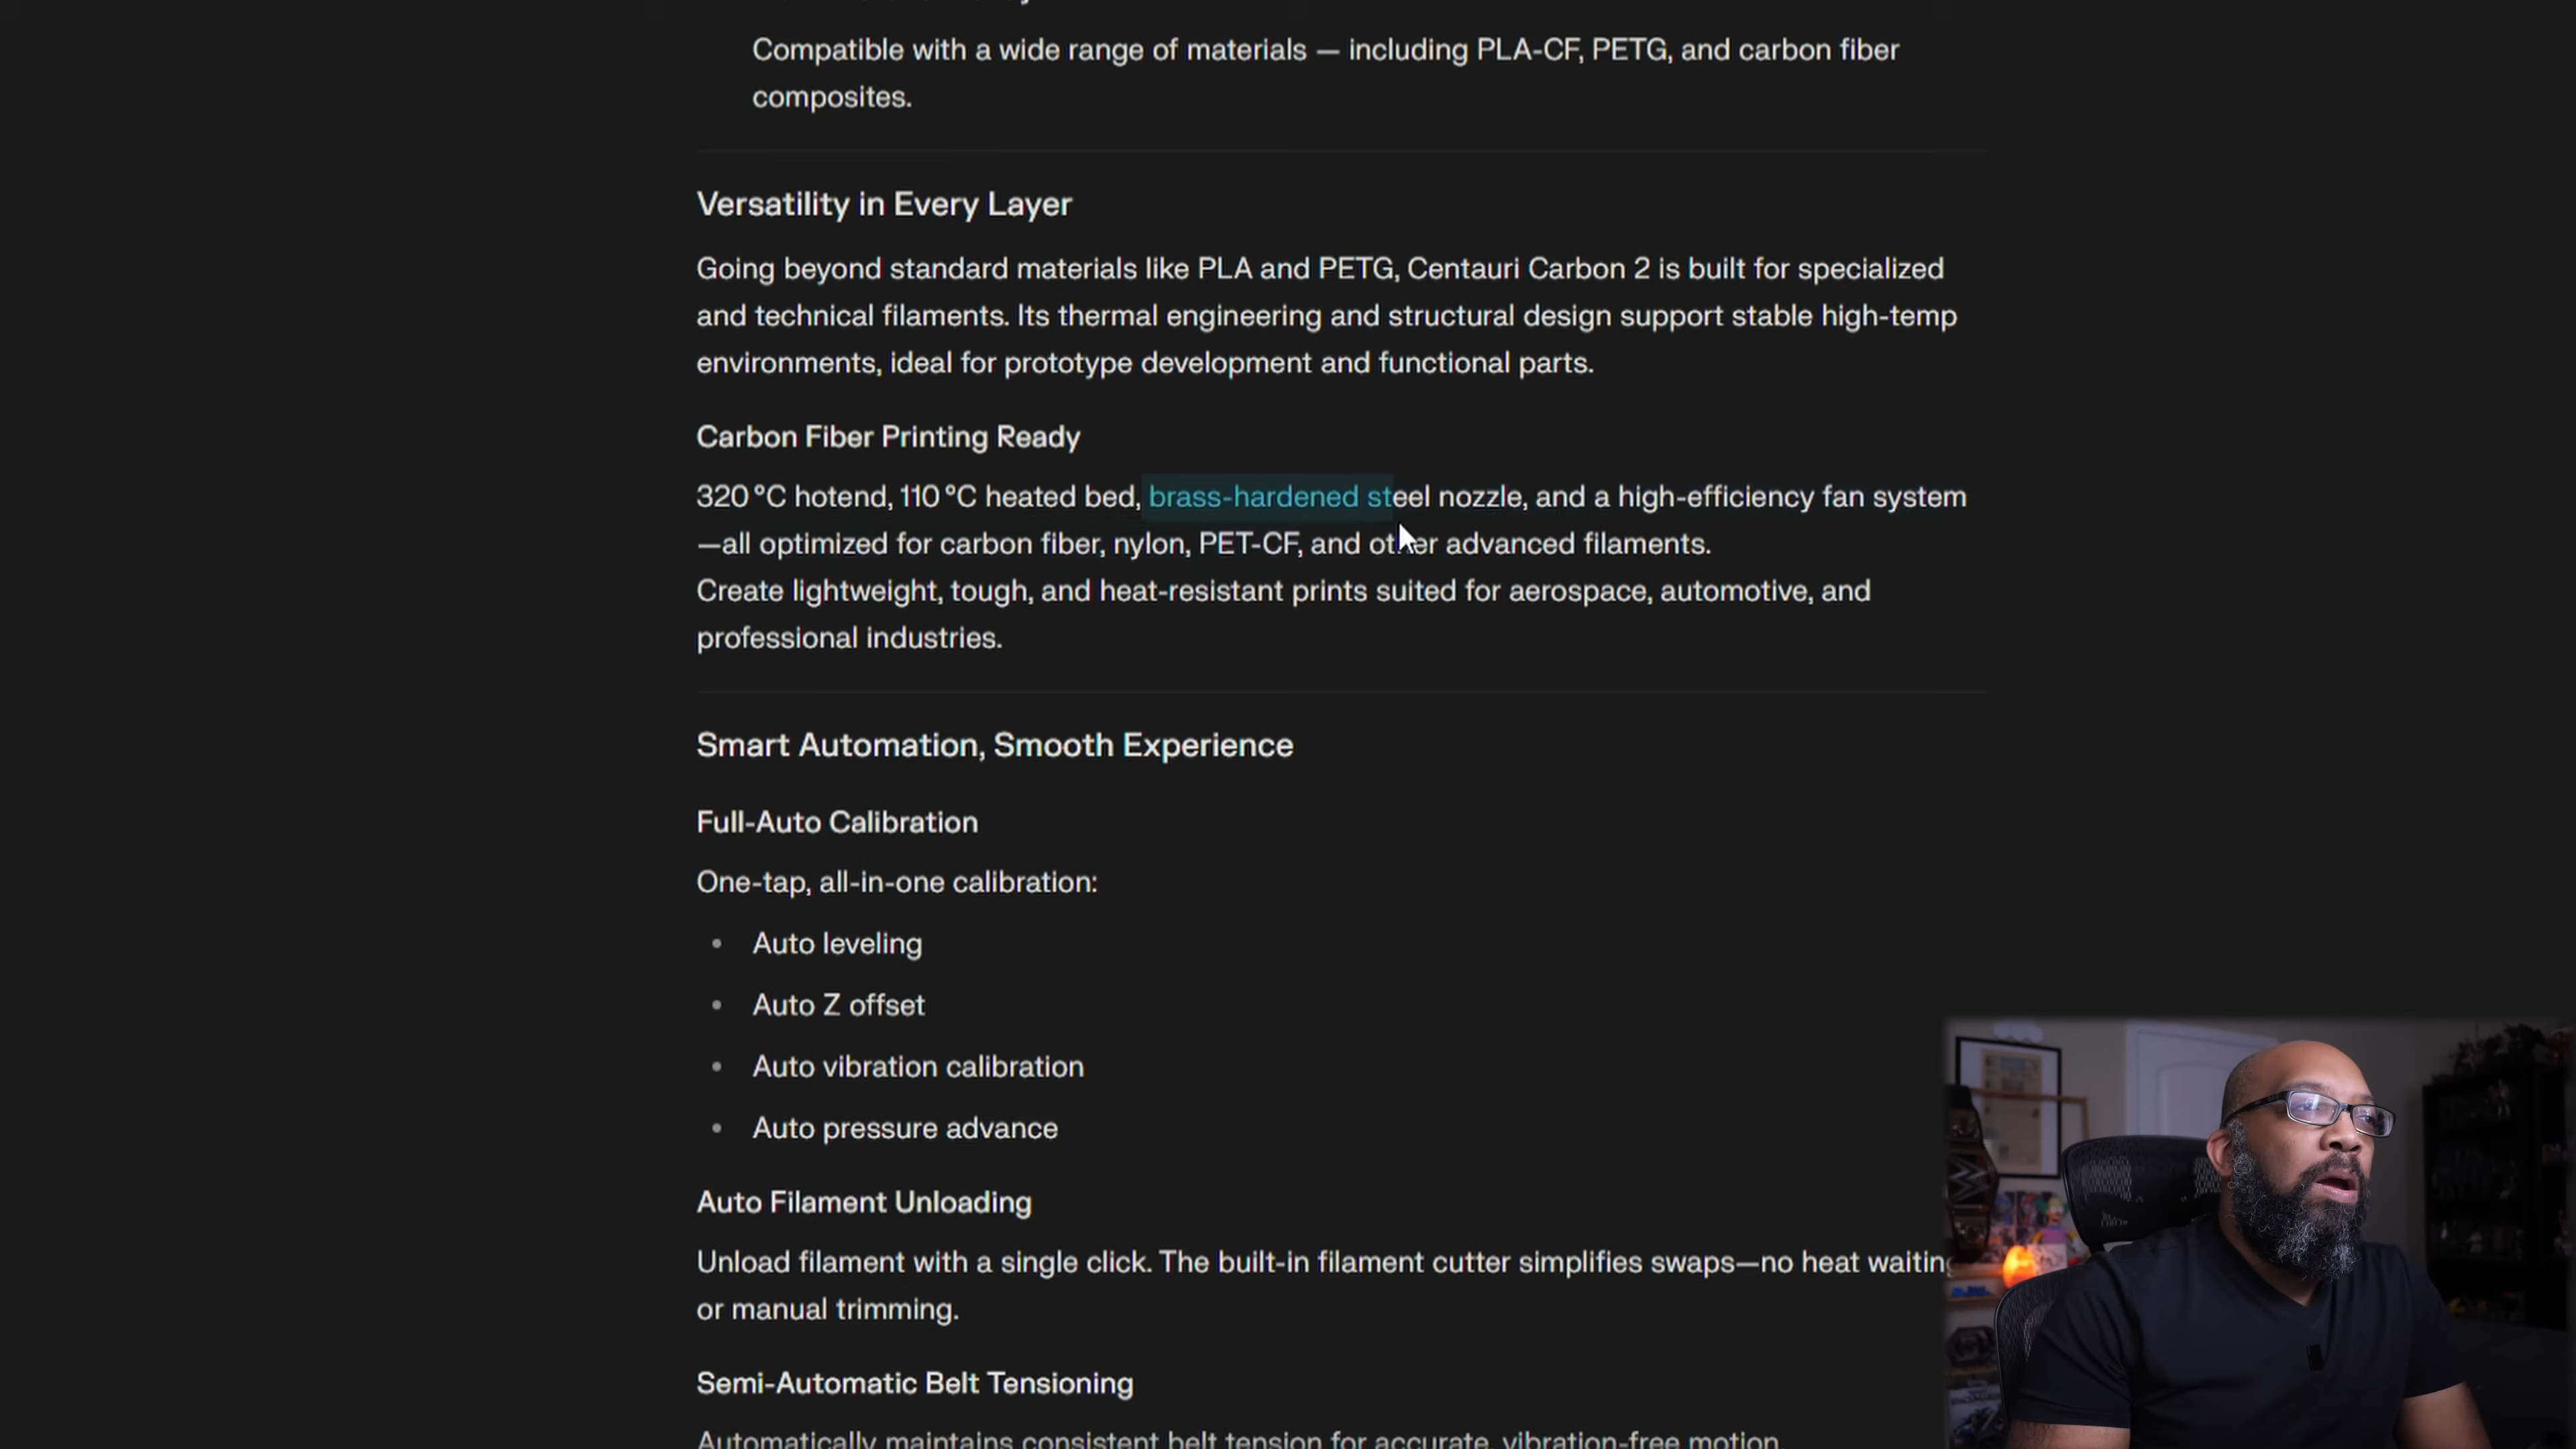 Compatible with a wide range of materials — including PLA-CF, PETG, and carbon fiber
composites.
Versatility in Every Layer
Going beyond standard materials like PLA and PETG, Centauri Carbon 2 is built for specialized
and technical filaments. Its thermal engineering and structural design support stable high-temp
environments, ideal for prototype development and functional parts.
Carbon Fiber Printing Ready
320 °C hotend, 110 °C heated bed, brass-hardened steel nozzle, and a high-efficiency fan system
—all optimized for carbon fiber, nylon, PET-CF, and other advanced filaments.
Create lightweight, tough, and heat-resistant prints suited for aerospace, automotive, and
professional industries.
Smart Automation, Smooth Experience
Full-Auto Calibration
One-tap, all-in-one calibration:
• Auto leveling
• Auto Z offset
• Auto vibration calibration
• Auto pressure advance
Auto Filament Unloading
Unload filament with a single click. The built-in filament cutter simplifies swaps—no heat waiting
or manual trimming.
Semi-Automatic Belt Tensioning
Automatically maintains consistent belt tension for accurate, vibration-free motion